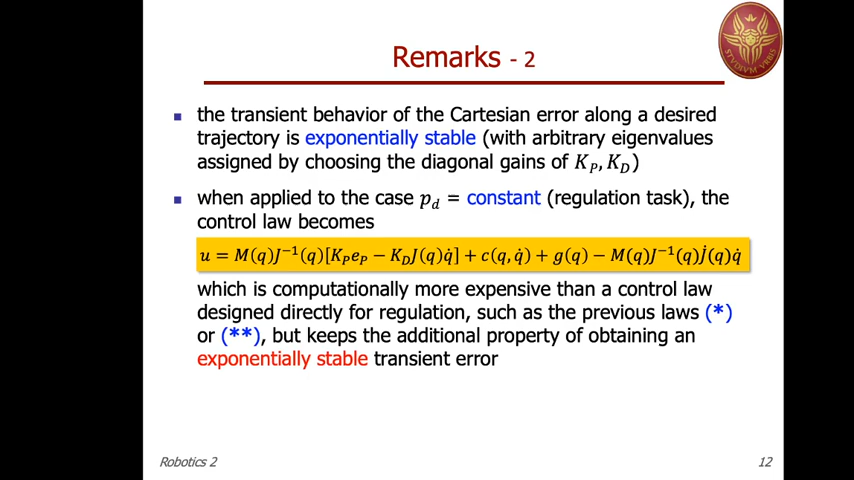 STVDIVM VRBIS
Remarks - 2
the transient behavior of the Cartesian error along a desired
trajectory is exponentially stable (with arbitrary eigenvalues
assigned by choosing the diagonal gains of K_P, K_D)
when applied to the case p_d = constant (regulation task), the
control law becomes
u = M(q)J⁻¹(q)[K_P e_P − K_D J(q)q̇] + c(q, q̇) + g(q) − M(q)J⁻¹(q)J̇(q)q̇
which is computationally more expensive than a control law
designed directly for regulation, such as the previous laws (*)
or (**), but keeps the additional property of obtaining an
exponentially stable transient error
Robotics 2
12